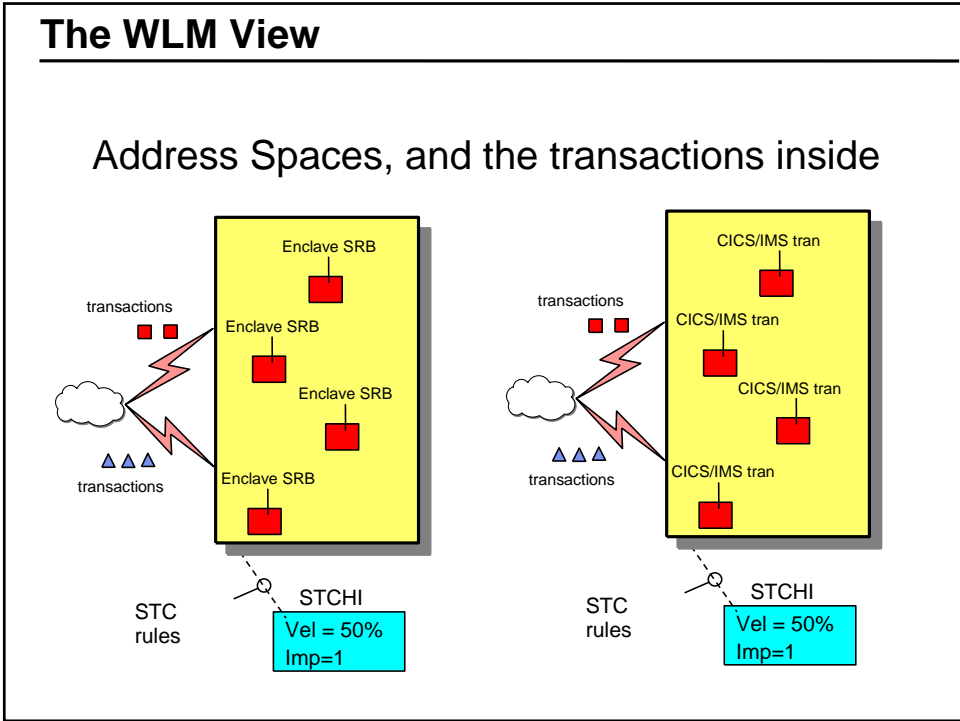 The WLM View
Address Spaces, and the transactions inside
Enclave SRB
transactions
Enclave SRB
Enclave SRB
transactions
Enclave SRB
STC
rules
STCHI
Vel = 50%
Imp=1
CICS/IMS tran
transactions
CICS/IMS tran
CICS/IMS tran
transactions
CICS/IMS tran
STC
rules
STCHI
Vel = 50%
Imp=1